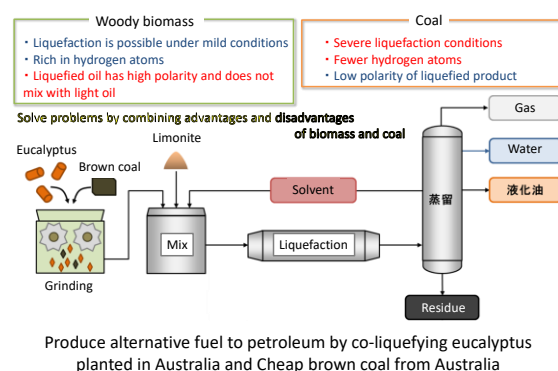 Woody biomass
・Liquefaction is possible under mild conditions
・Rich in hydrogen atoms
・Liquefied oil has high polarity and does not
mix with light oil
Coal
・Severe liquefaction conditions
・Fewer hydrogen atoms
・Low polarity of liquefied product
Solve problems by combining advantages and disadvantages
of biomass and coal
Eucalyptus
Brown coal
Limonite
Grinding
Mix
Solvent
Liquefaction
蒸留
Gas
Water
液化油
Residue
Produce alternative fuel to petroleum by co-liquefying eucalyptus
planted in Australia and Cheap brown coal from Australia